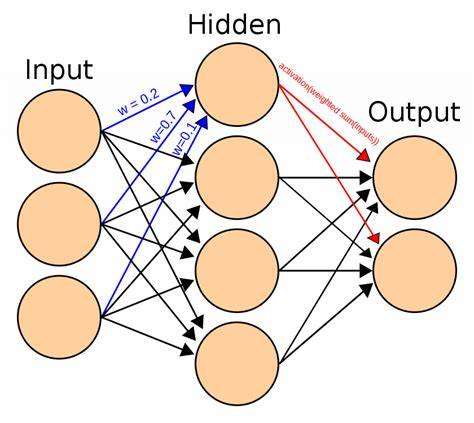 Hidden
Input
Output
w = 0.2
w=0.7
w=0.1
activation(weighted sum(inputs))